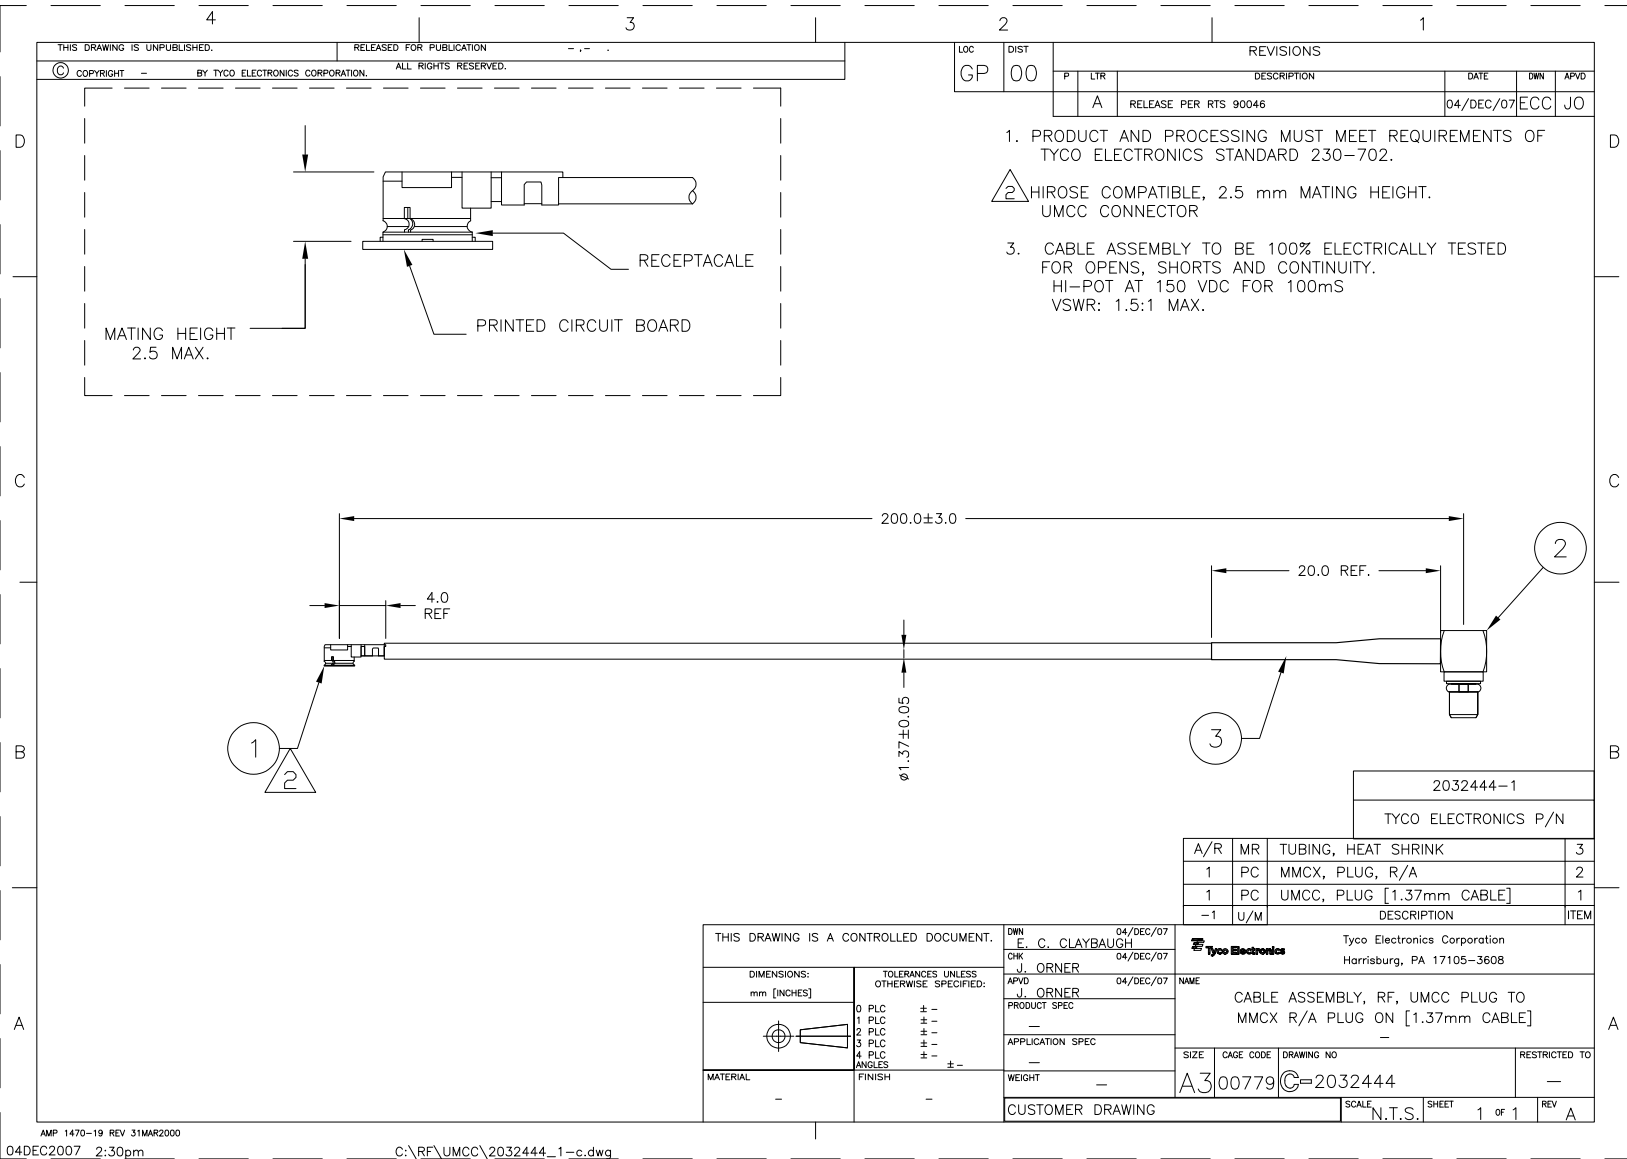 4 3 2 1
THIS DRAWING IS UNPUBLISHED. RELEASED FOR PUBLICATION - ,- .
© COPYRIGHT - BY TYCO ELECTRONICS CORPORATION. ALL RIGHTS RESERVED.
LOC DIST REVISIONS
GP 00
P LTR DESCRIPTION DATE DWN APVD
A RELEASE PER RTS 90046 04/DEC/07 ECC JO
D D
1. PRODUCT AND PROCESSING MUST MEET REQUIREMENTS OF
TYCO ELECTRONICS STANDARD 230-702.
2 HIROSE COMPATIBLE, 2.5 mm MATING HEIGHT.
UMCC CONNECTOR
3. CABLE ASSEMBLY TO BE 100% ELECTRICALLY TESTED
FOR OPENS, SHORTS AND CONTINUITY.
HI-POT AT 150 VDC FOR 100mS
VSWR: 1.5:1 MAX.
RECEPTACALE
PRINTED CIRCUIT BOARD
MATING HEIGHT
2.5 MAX.
C C
200.0±3.0
2
20.0 REF.
4.0
REF
ø1.37±0.05
1
2
3
B B
2032444-1
TYCO ELECTRONICS P/N
A/R MR TUBING, HEAT SHRINK 3
1 PC MMCX, PLUG, R/A 2
1 PC UMCC, PLUG [1.37mm CABLE] 1
-1 U/M DESCRIPTION ITEM
THIS DRAWING IS A CONTROLLED DOCUMENT.
DIMENSIONS:
mm [INCHES]
TOLERANCES UNLESS
OTHERWISE SPECIFIED:
0 PLC ± -
1 PLC ± -
2 PLC ± -
3 PLC ± -
4 PLC ± -
ANGLES ± -
MATERIAL
-
FINISH
-
DWN 04/DEC/07
E. C. CLAYBAUGH
CHK 04/DEC/07
J. ORNER
APVD 04/DEC/07
J. ORNER
PRODUCT SPEC
-
APPLICATION SPEC
-
WEIGHT -
CUSTOMER DRAWING
Tyco Electronics
Tyco Electronics Corporation
Harrisburg, PA 17105-3608
NAME
CABLE ASSEMBLY, RF, UMCC PLUG TO
MMCX R/A PLUG ON [1.37mm CABLE]
-
SIZE CAGE CODE DRAWING NO RESTRICTED TO
A3 00779 C-2032444 -
SCALE N.T.S. SHEET 1 OF 1 REV A
A A
AMP 1470-19 REV 31MAR2000
04DEC2007 2:30pm C:\RF\UMCC\2032444_1-c.dwg